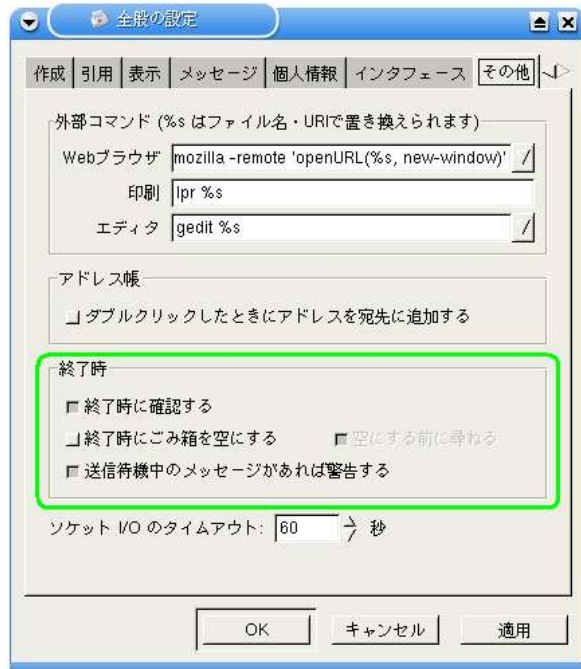 全般の設定
作成 引用 表示 メッセージ 個人情報 インタフェース その他
外部コマンド (%s はファイル名・URIで置き換えられます)
Webブラウザ mozilla -remote 'openURL(%s, new-window)'
印刷 lpr %s
エディタ gedit %s
アドレス帳
ダブルクリックしたときにアドレスを宛先に追加する
終了時
終了時に確認する
終了時にごみ箱を空にする 空にする前に尋ねる
送信待機中のメッセージがあれば警告する
ソケット I/O のタイムアウト: 60 秒
OK キャンセル 適用